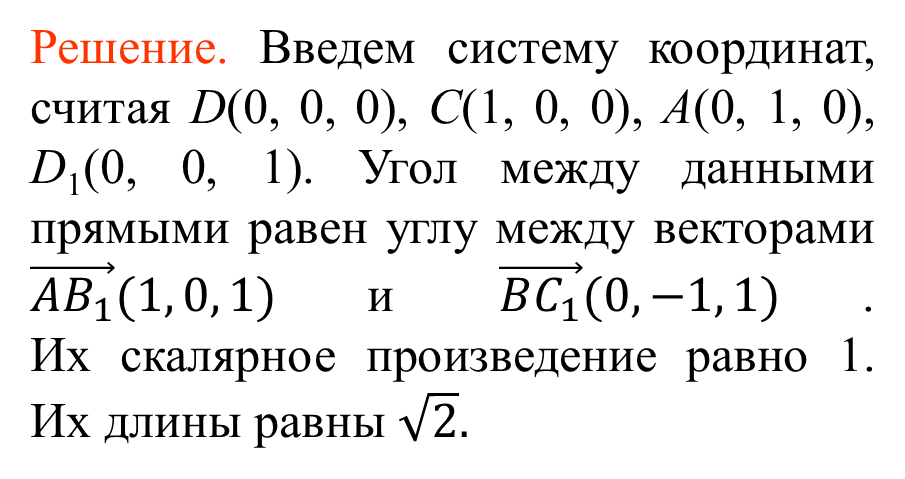 Решение. Введем систему координат,
считая D(0, 0, 0), C(1, 0, 0), A(0, 1, 0),
D₁(0, 0, 1). Угол между данными
прямыми равен углу между векторами
$\overrightarrow{AB_1}(1, 0, 1)$ и $\overrightarrow{BC_1}(0, -1, 1)$ .
Их скалярное произведение равно 1.
Их длины равны $\sqrt{2}$.